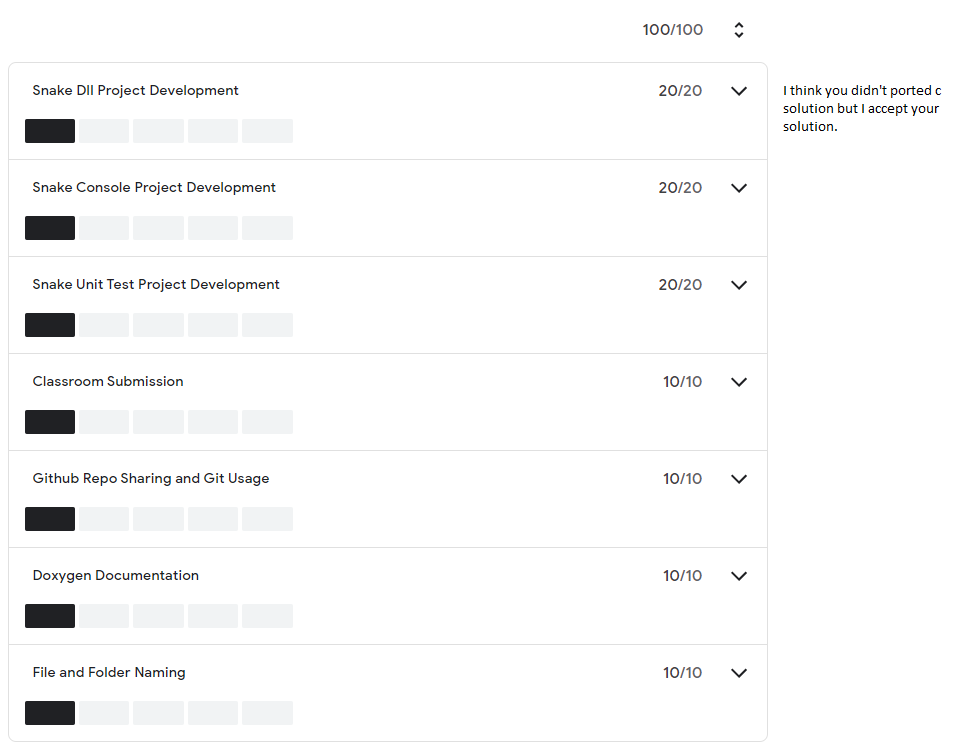 100/100
Snake Dll Project Development 20/20
I think you didn't ported c
solution but I accept your
solution.
Snake Console Project Development 20/20
Snake Unit Test Project Development 20/20
Classroom Submission 10/10
Github Repo Sharing and Git Usage 10/10
Doxygen Documentation 10/10
File and Folder Naming 10/10